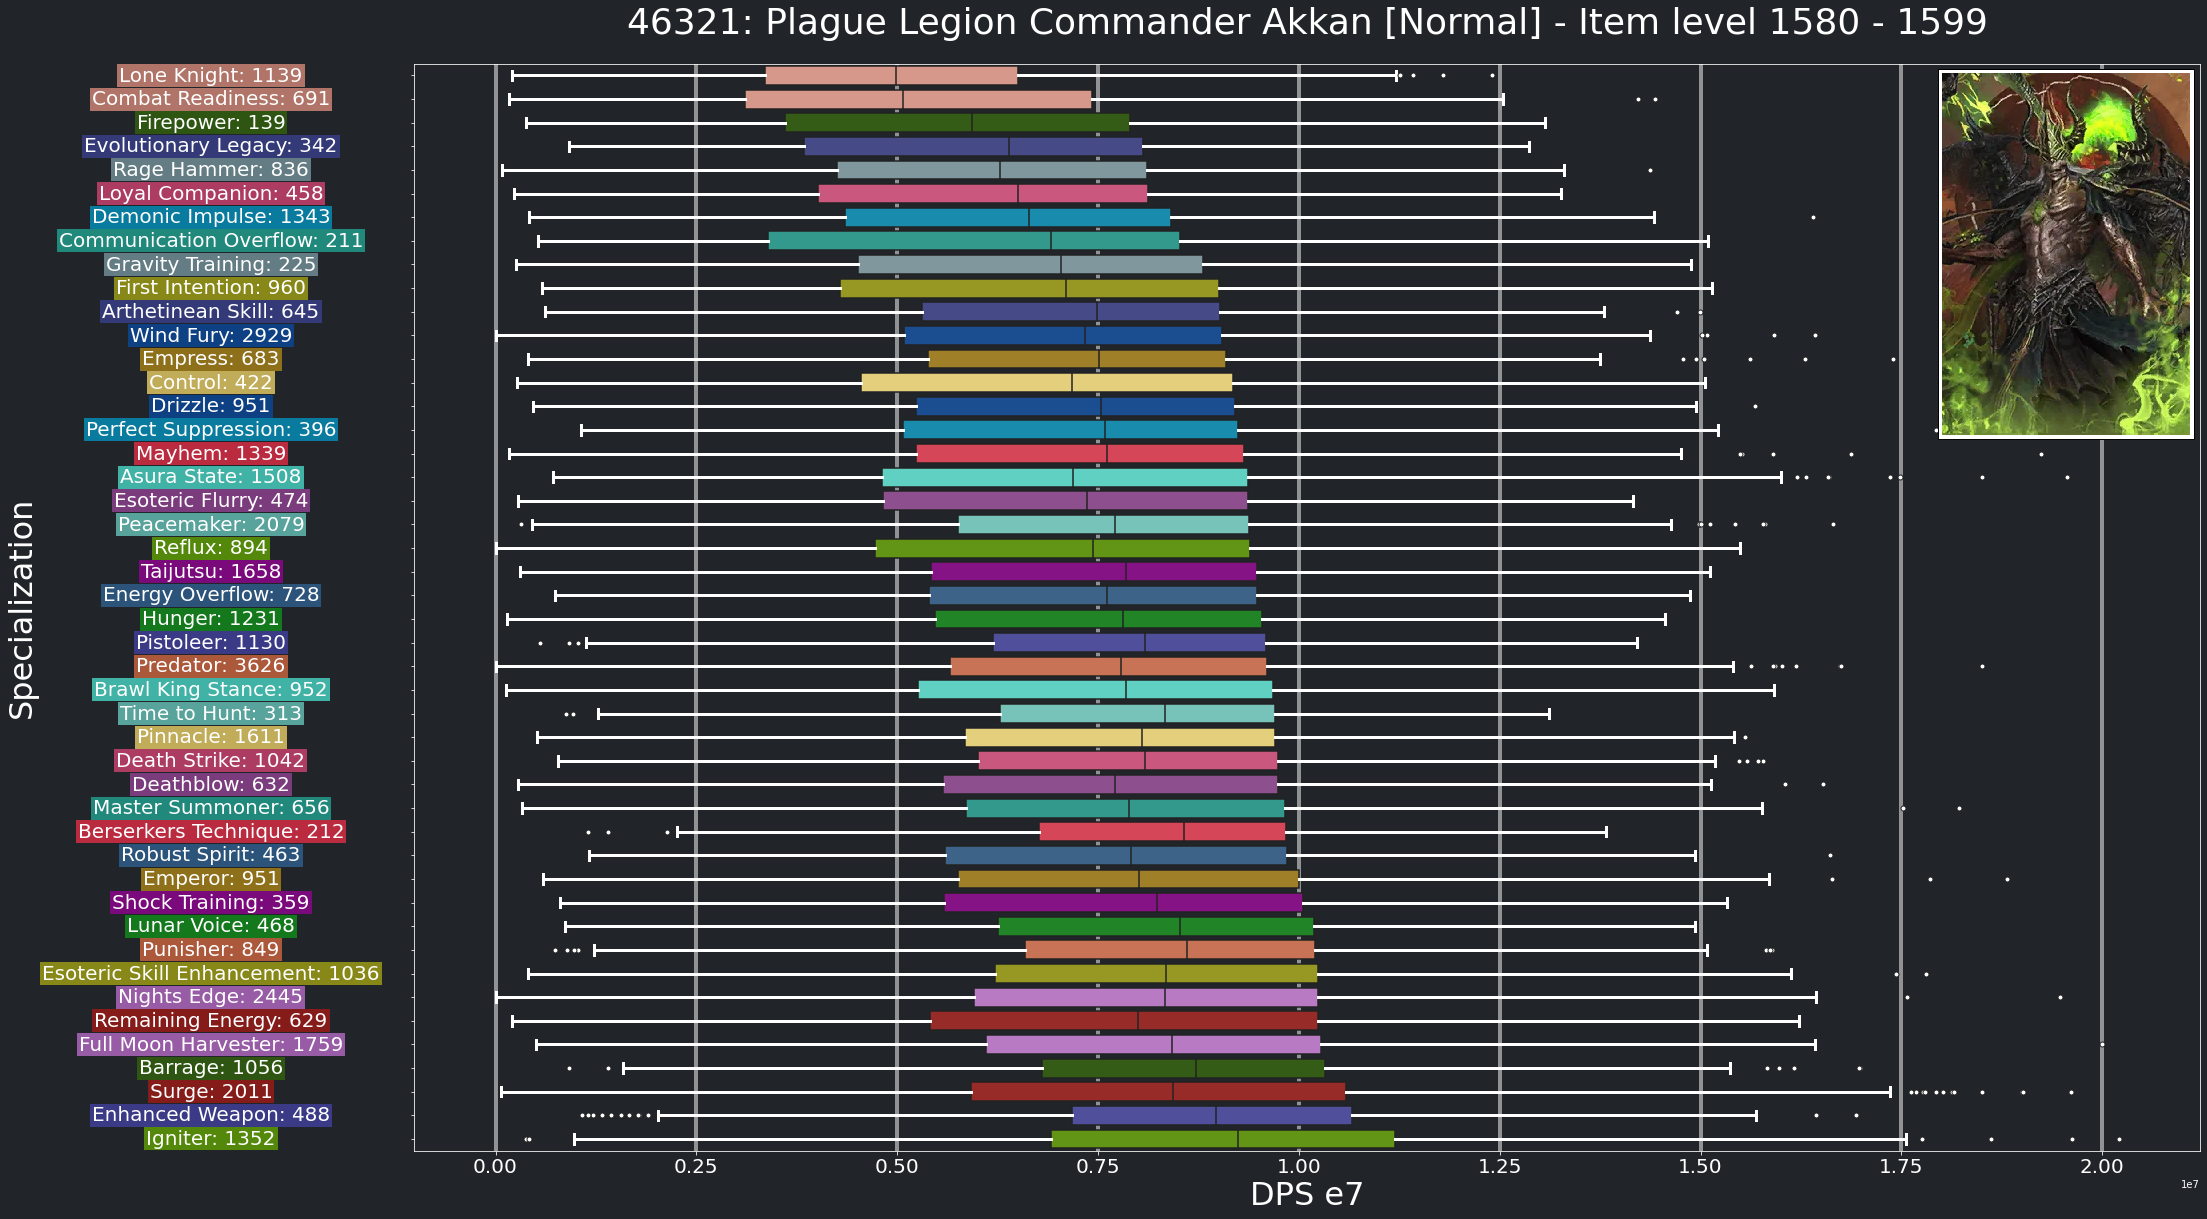 46321: Plague Legion Commander Akkan [Normal] - Item level 1580 - 1599
Lone Knight: 1139
Combat Readiness: 691
Firepower: 139
Evolutionary Legacy: 342
Rage Hammer: 836
Loyal Companion: 458
Demonic Impulse: 1343
Communication Overflow: 211
Gravity Training: 225
First Intention: 960
Arthetinean Skill: 645
Wind Fury: 2929
Empress: 683
Control: 422
Drizzle: 951
Perfect Suppression: 396
Mayhem: 1339
Asura State: 1508
Esoteric Flurry: 474
Peacemaker: 2079
Reflux: 894
Taijutsu: 1658
Energy Overflow: 728
Hunger: 1231
Pistoleer: 1130
Predator: 3626
Brawl King Stance: 952
Time to Hunt: 313
Pinnacle: 1611
Death Strike: 1042
Deathblow: 632
Master Summoner: 656
Berserkers Technique: 212
Robust Spirit: 463
Emperor: 951
Shock Training: 359
Lunar Voice: 468
Punisher: 849
Esoteric Skill Enhancement: 1036
Nights Edge: 2445
Remaining Energy: 629
Full Moon Harvester: 1759
Barrage: 1056
Surge: 2011
Enhanced Weapon: 488
Igniter: 1352
Specialization
0.00 0.25 0.50 0.75 1.00 1.25 1.50 1.75 2.00
DPS e7
1e7